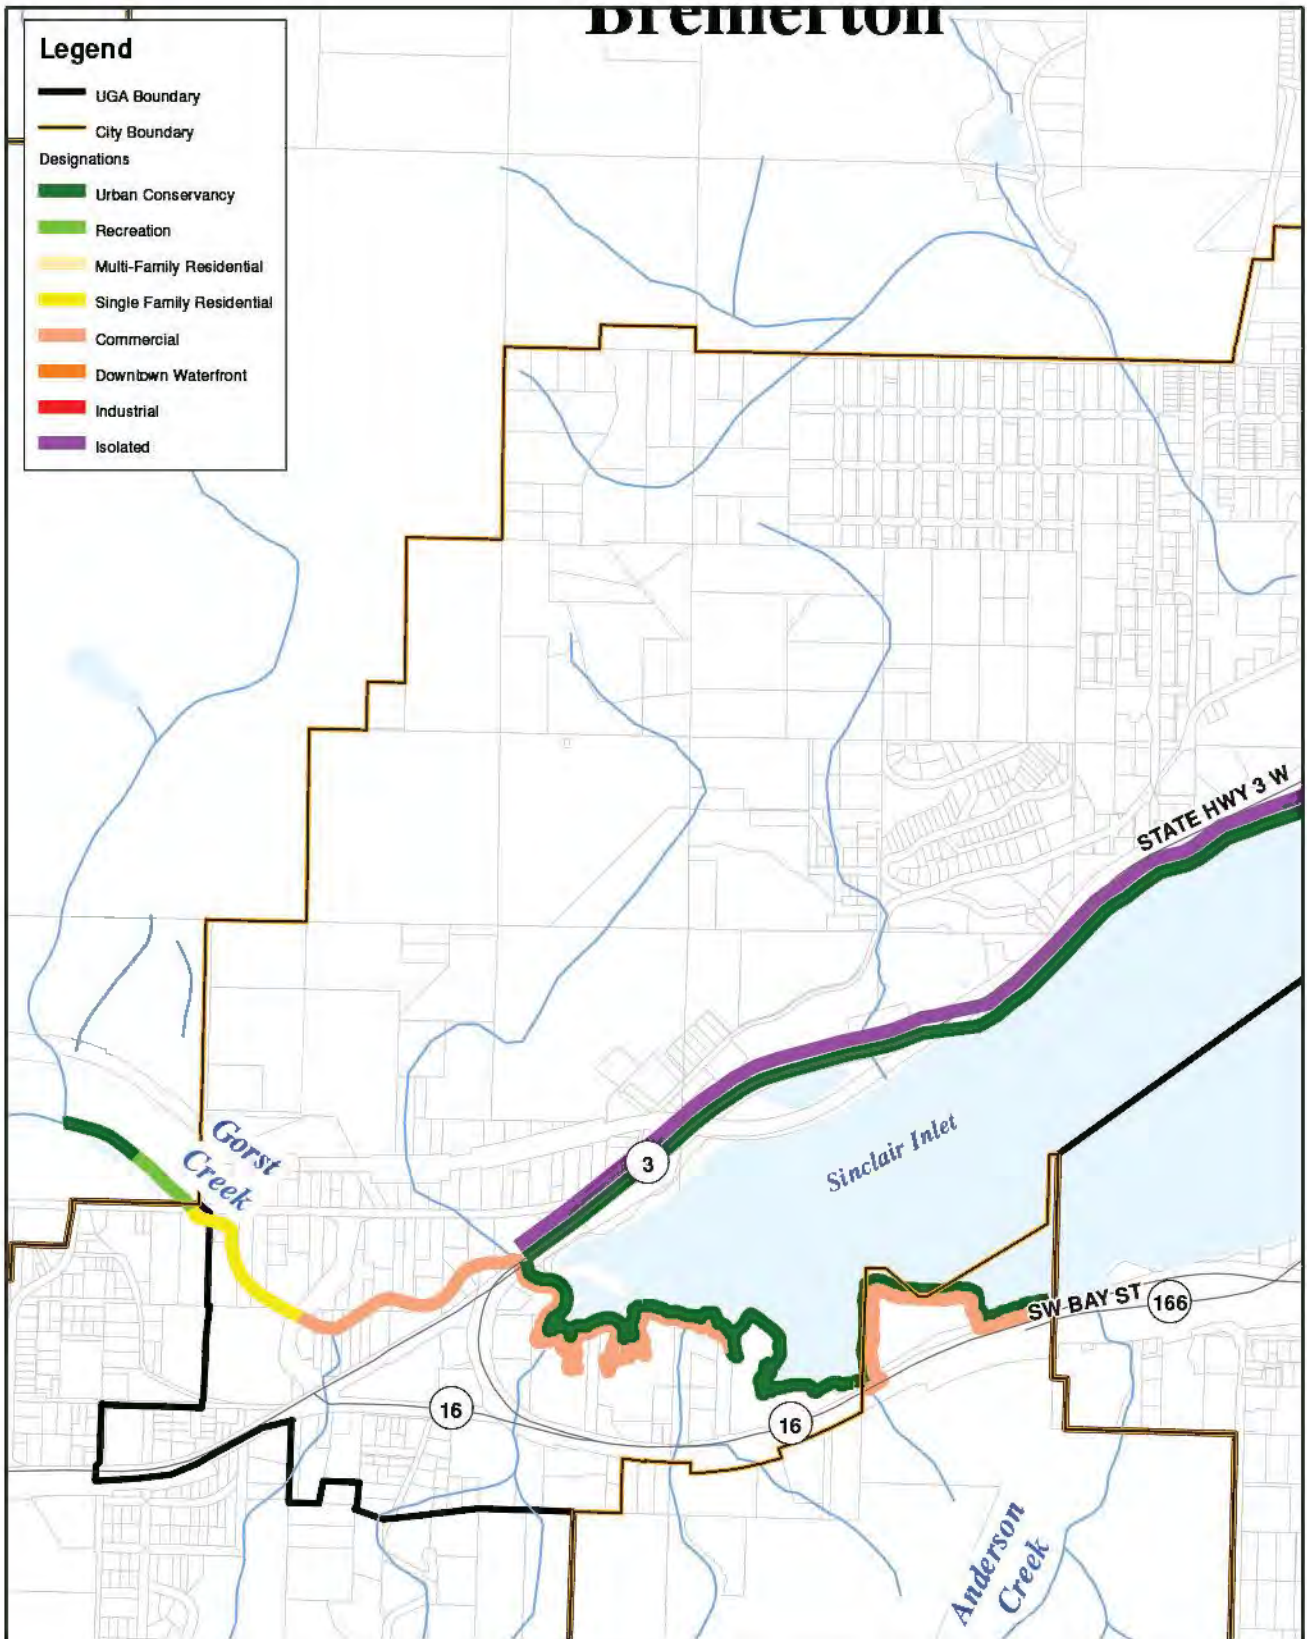 Bremerton
Legend
UGA Boundary
City Boundary
Designations
Urban Conservancy
Recreation
Multi-Family Residential
Single Family Residential
Commercial
Downtown Waterfront
Industrial
Isolated
STATE HWY 3 W
Gorst
Creek
3
Sinclair Inlet
SW BAY ST
166
16
16
Anderson
Creek